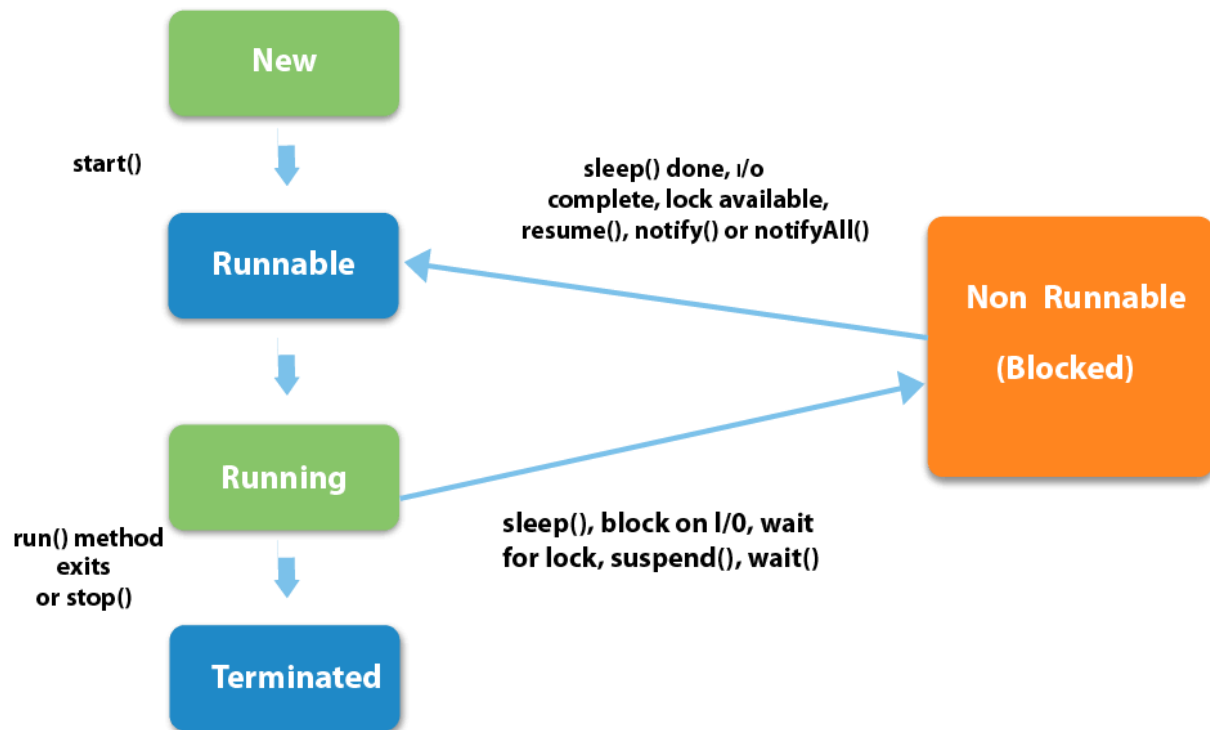 New
start()
sleep() done, I/o
complete, lock available,
resume(), notify() or notifyAll()
Runnable
Non Runnable
(Blocked)
Running
sleep(), block on l/0, wait
for lock, suspend(), wait()
run() method
exits
or stop()
Terminated